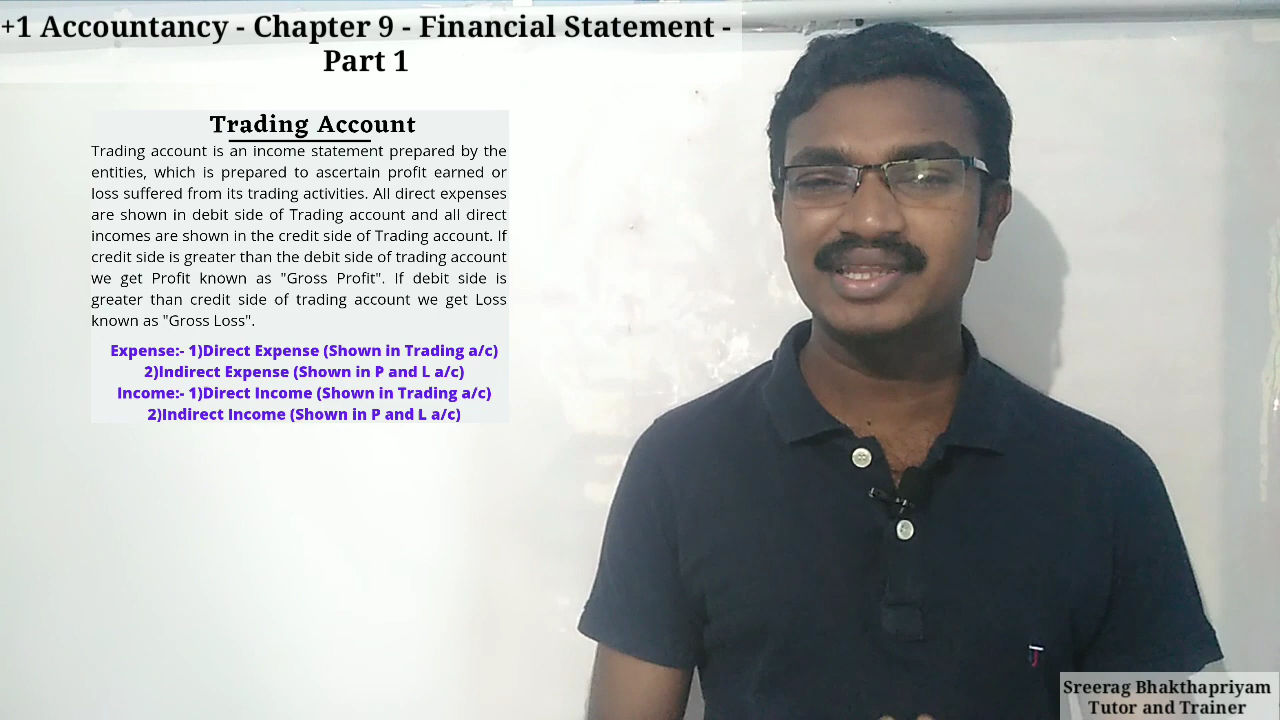 +1 Accountancy - Chapter 9 - Financial Statement -
Part 1
Trading Account
Trading account is an income statement prepared by the
entities, which is prepared to ascertain profit earned or
loss suffered from its trading activities. All direct expenses
are shown in debit side of Trading account and all direct
incomes are shown in the credit side of Trading account. If
credit side is greater than the debit side of trading account
we get Profit known as "Gross Profit". If debit side is
greater than credit side of trading account we get Loss
known as "Gross Loss".
Expense:- 1)Direct Expense (Shown in Trading a/c)
2)Indirect Expense (Shown in P and L a/c)
Income:- 1)Direct Income (Shown in Trading a/c)
2)Indirect Income (Shown in P and L a/c)
Sreerag Bhakthapriyam
Tutor and Trainer